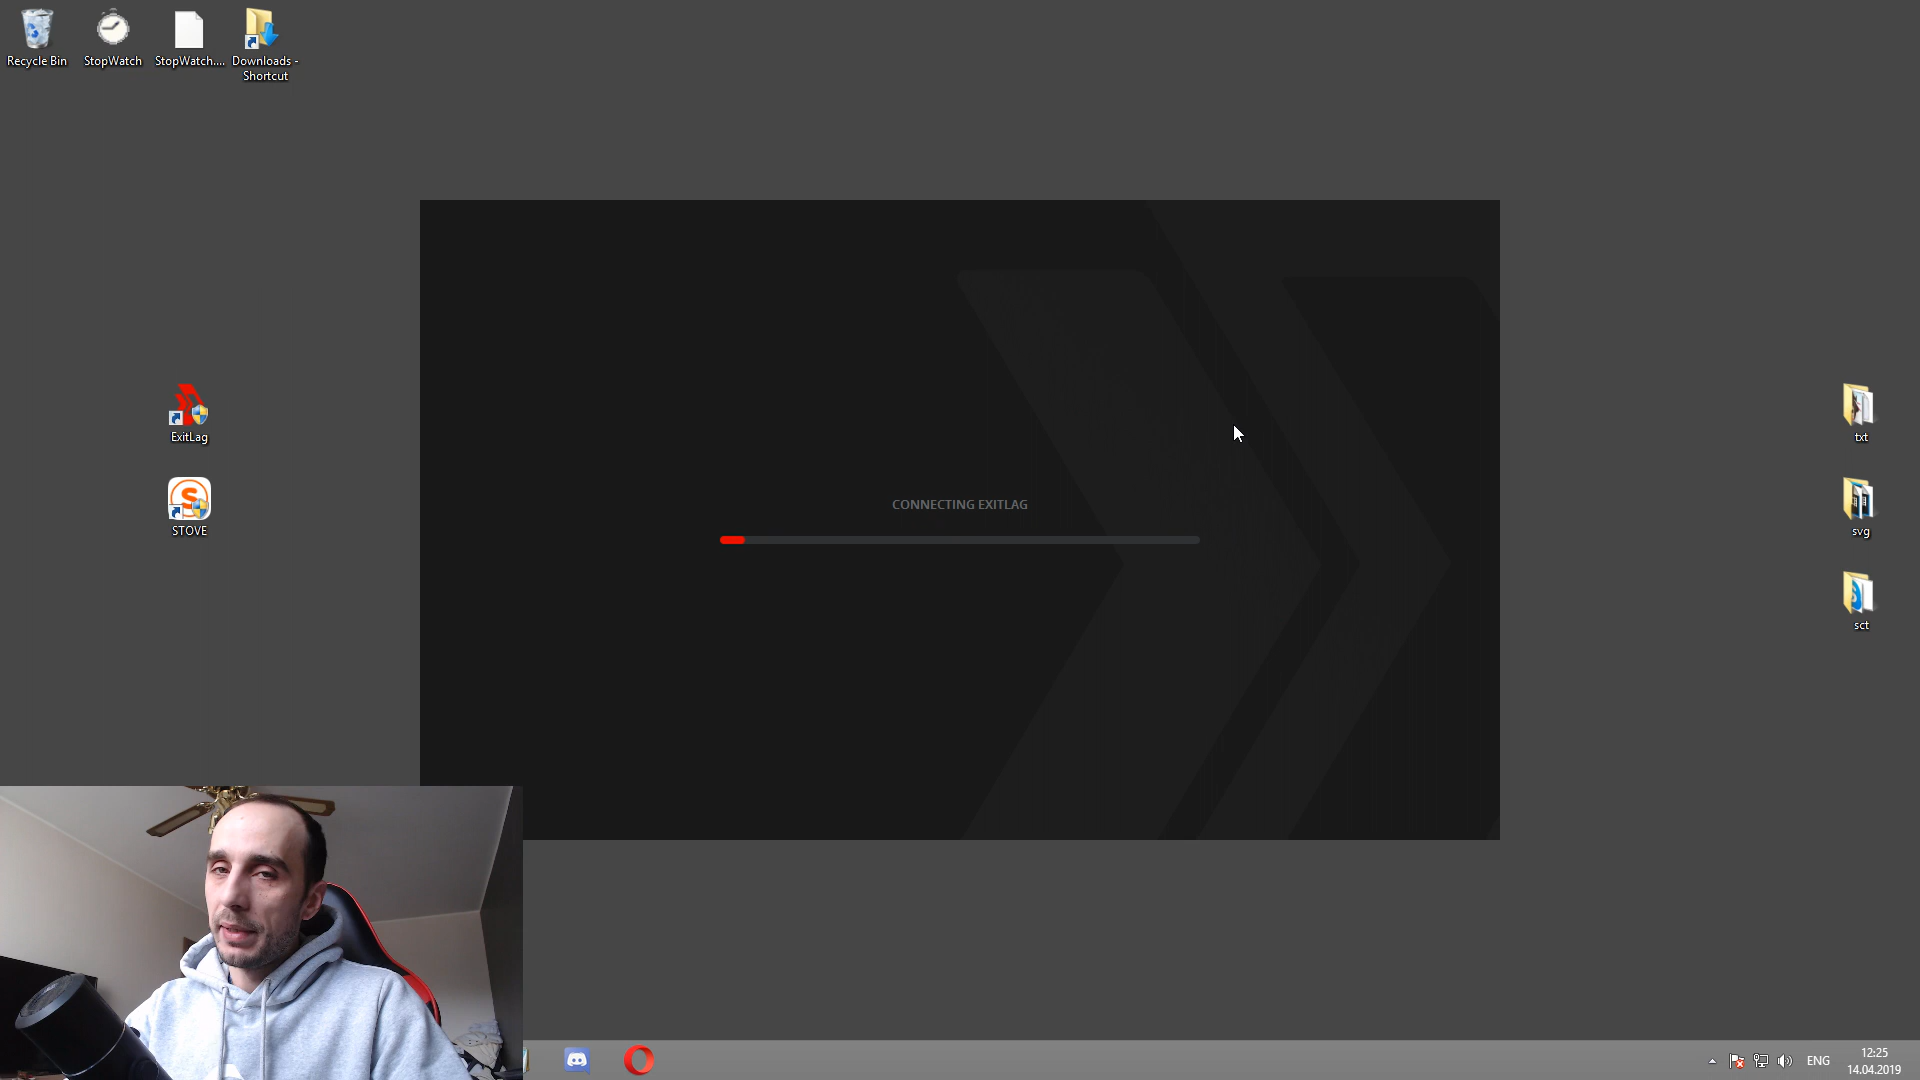 Recycle Bin
StopWatch
StopWatch....
Downloads -
Shortcut
ExitLag
STOVE
CONNECTING EXITLAG
txt
svg
sct
ENG
12:25
14.04.2019